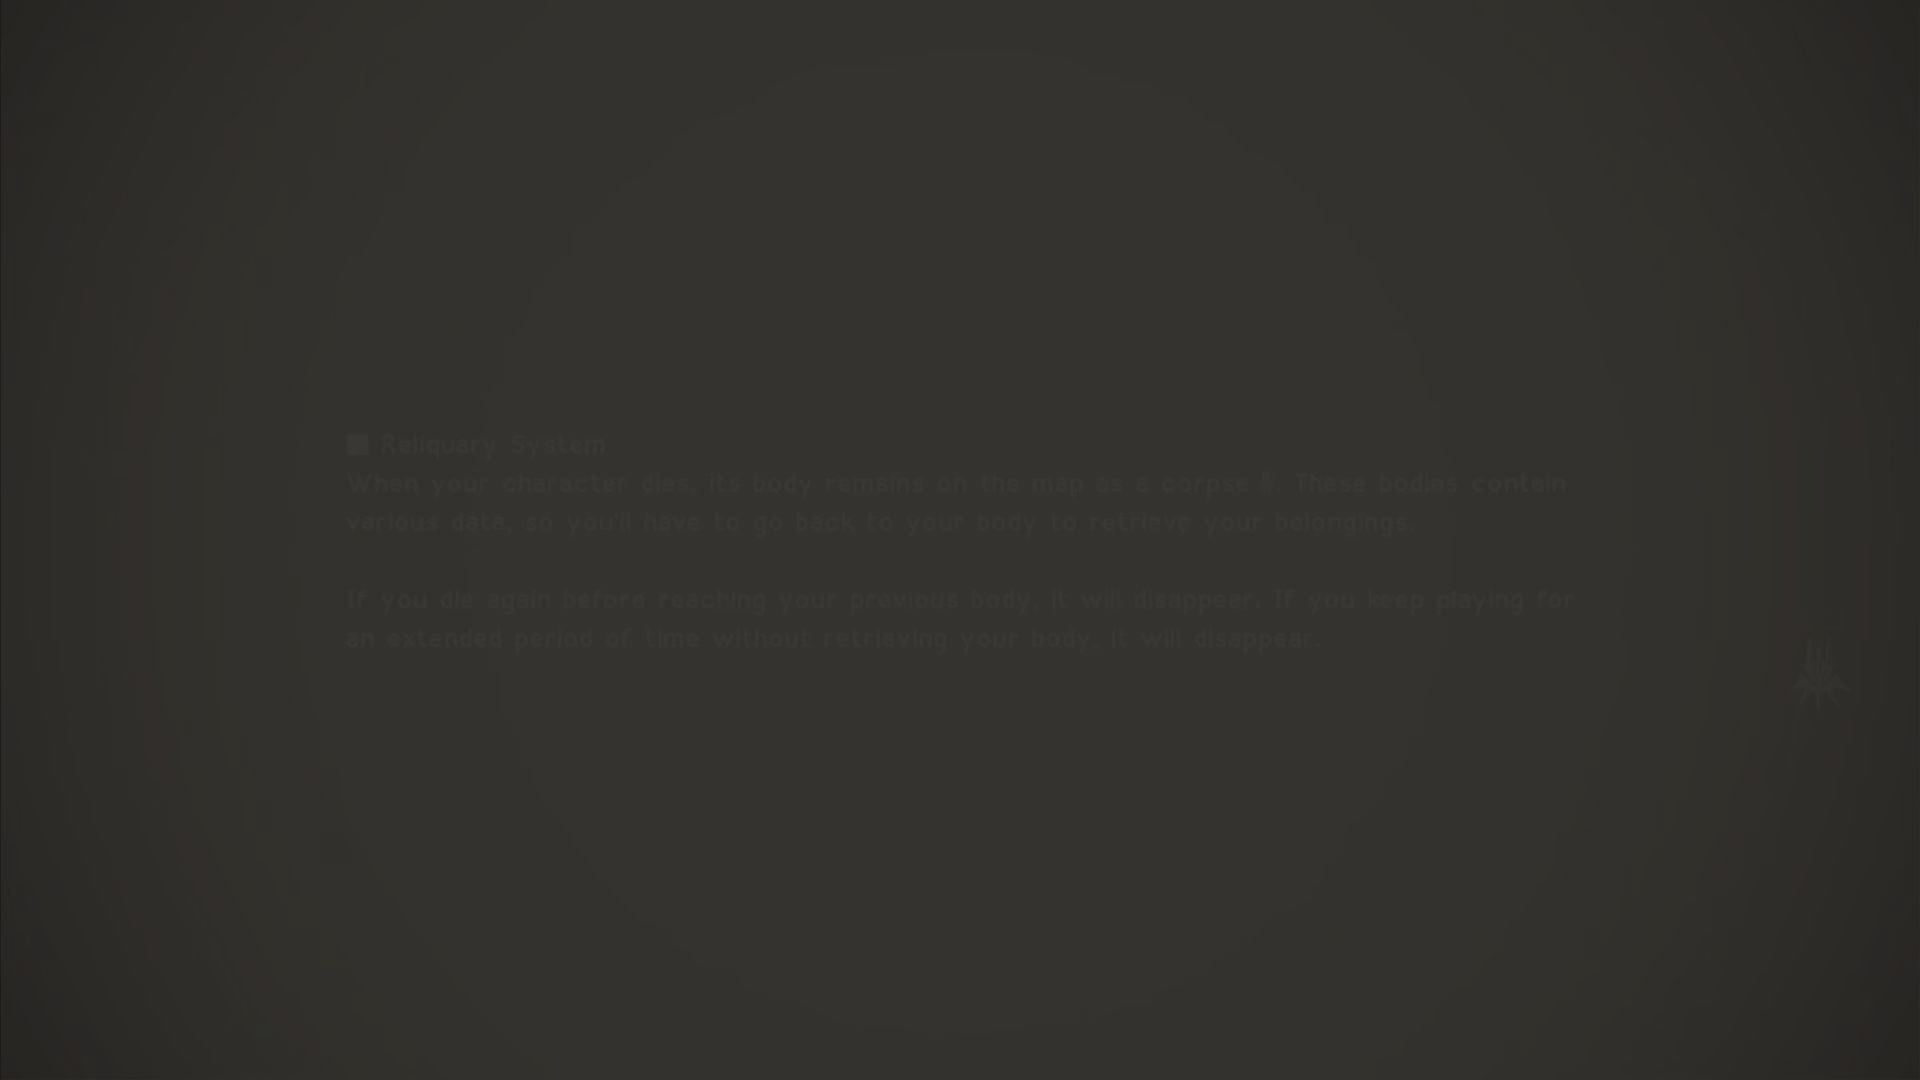 ■ Reliquary System
When your character dies, its body remains on the map as a corpse. These bodies contain
various data, so you'll have to go back to your body to retrieve your belongings.
If you die again before reaching your previous body, it will disappear. If you keep playing for
an extended period of time without retrieving your body, it will disappear.